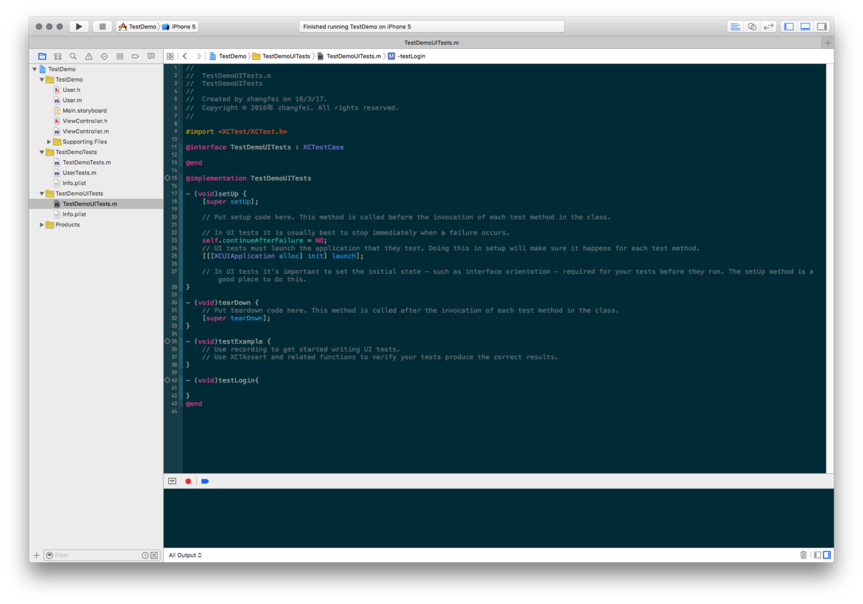 TestDemo
iPhone 5
Finished running TestDemo on iPhone 5
TestDemoUITests.m
TestDemo
TestDemoUITests
TestDemoUITests.m
M
-testLogin
TestDemo
TestDemo
h User.h
m User.m
Main.storyboard
h ViewController.h
m ViewController.m
Supporting Files
TestDemoTests
m TestDemoTests.m
m UserTests.m
Info.plist
TestDemoUITests
m TestDemoUITests.m
Info.plist
Products
1 //
2 //  TestDemoUITests.m
3 //  TestDemoUITests
4 //
5 //  Created by zhangfei on 16/3/17.
6 //  Copyright © 2016年 zhangfei. All rights reserved.
7 //
8
9 #import <XCTest/XCTest.h>
10
11 @interface TestDemoUITests : XCTestCase
12
13 @end
14
15 @implementation TestDemoUITests
16
17 - (void)setUp {
18     [super setUp];
19
20     // Put setup code here. This method is called before the invocation of each test method in the class.
21
22     // In UI tests it is usually best to stop immediately when a failure occurs.
23     self.continueAfterFailure = NO;
24     // UI tests must launch the application that they test. Doing this in setup will make sure it happens for each test method.
25     [[[XCUIApplication alloc] init] launch];
26
27     // In UI tests it's important to set the initial state - such as interface orientation - required for your tests before they run. The setUp method is a
good place to do this.
28 }
29
30 - (void)tearDown {
31     // Put teardown code here. This method is called after the invocation of each test method in the class.
32     [super tearDown];
33 }
34
35 - (void)testExample {
36     // Use recording to get started writing UI tests.
37     // Use XCTAssert and related functions to verify your tests produce the correct results.
38 }
39
40 - (void)testLogin{
41
42 }
43 @end
44
Filter
All Output